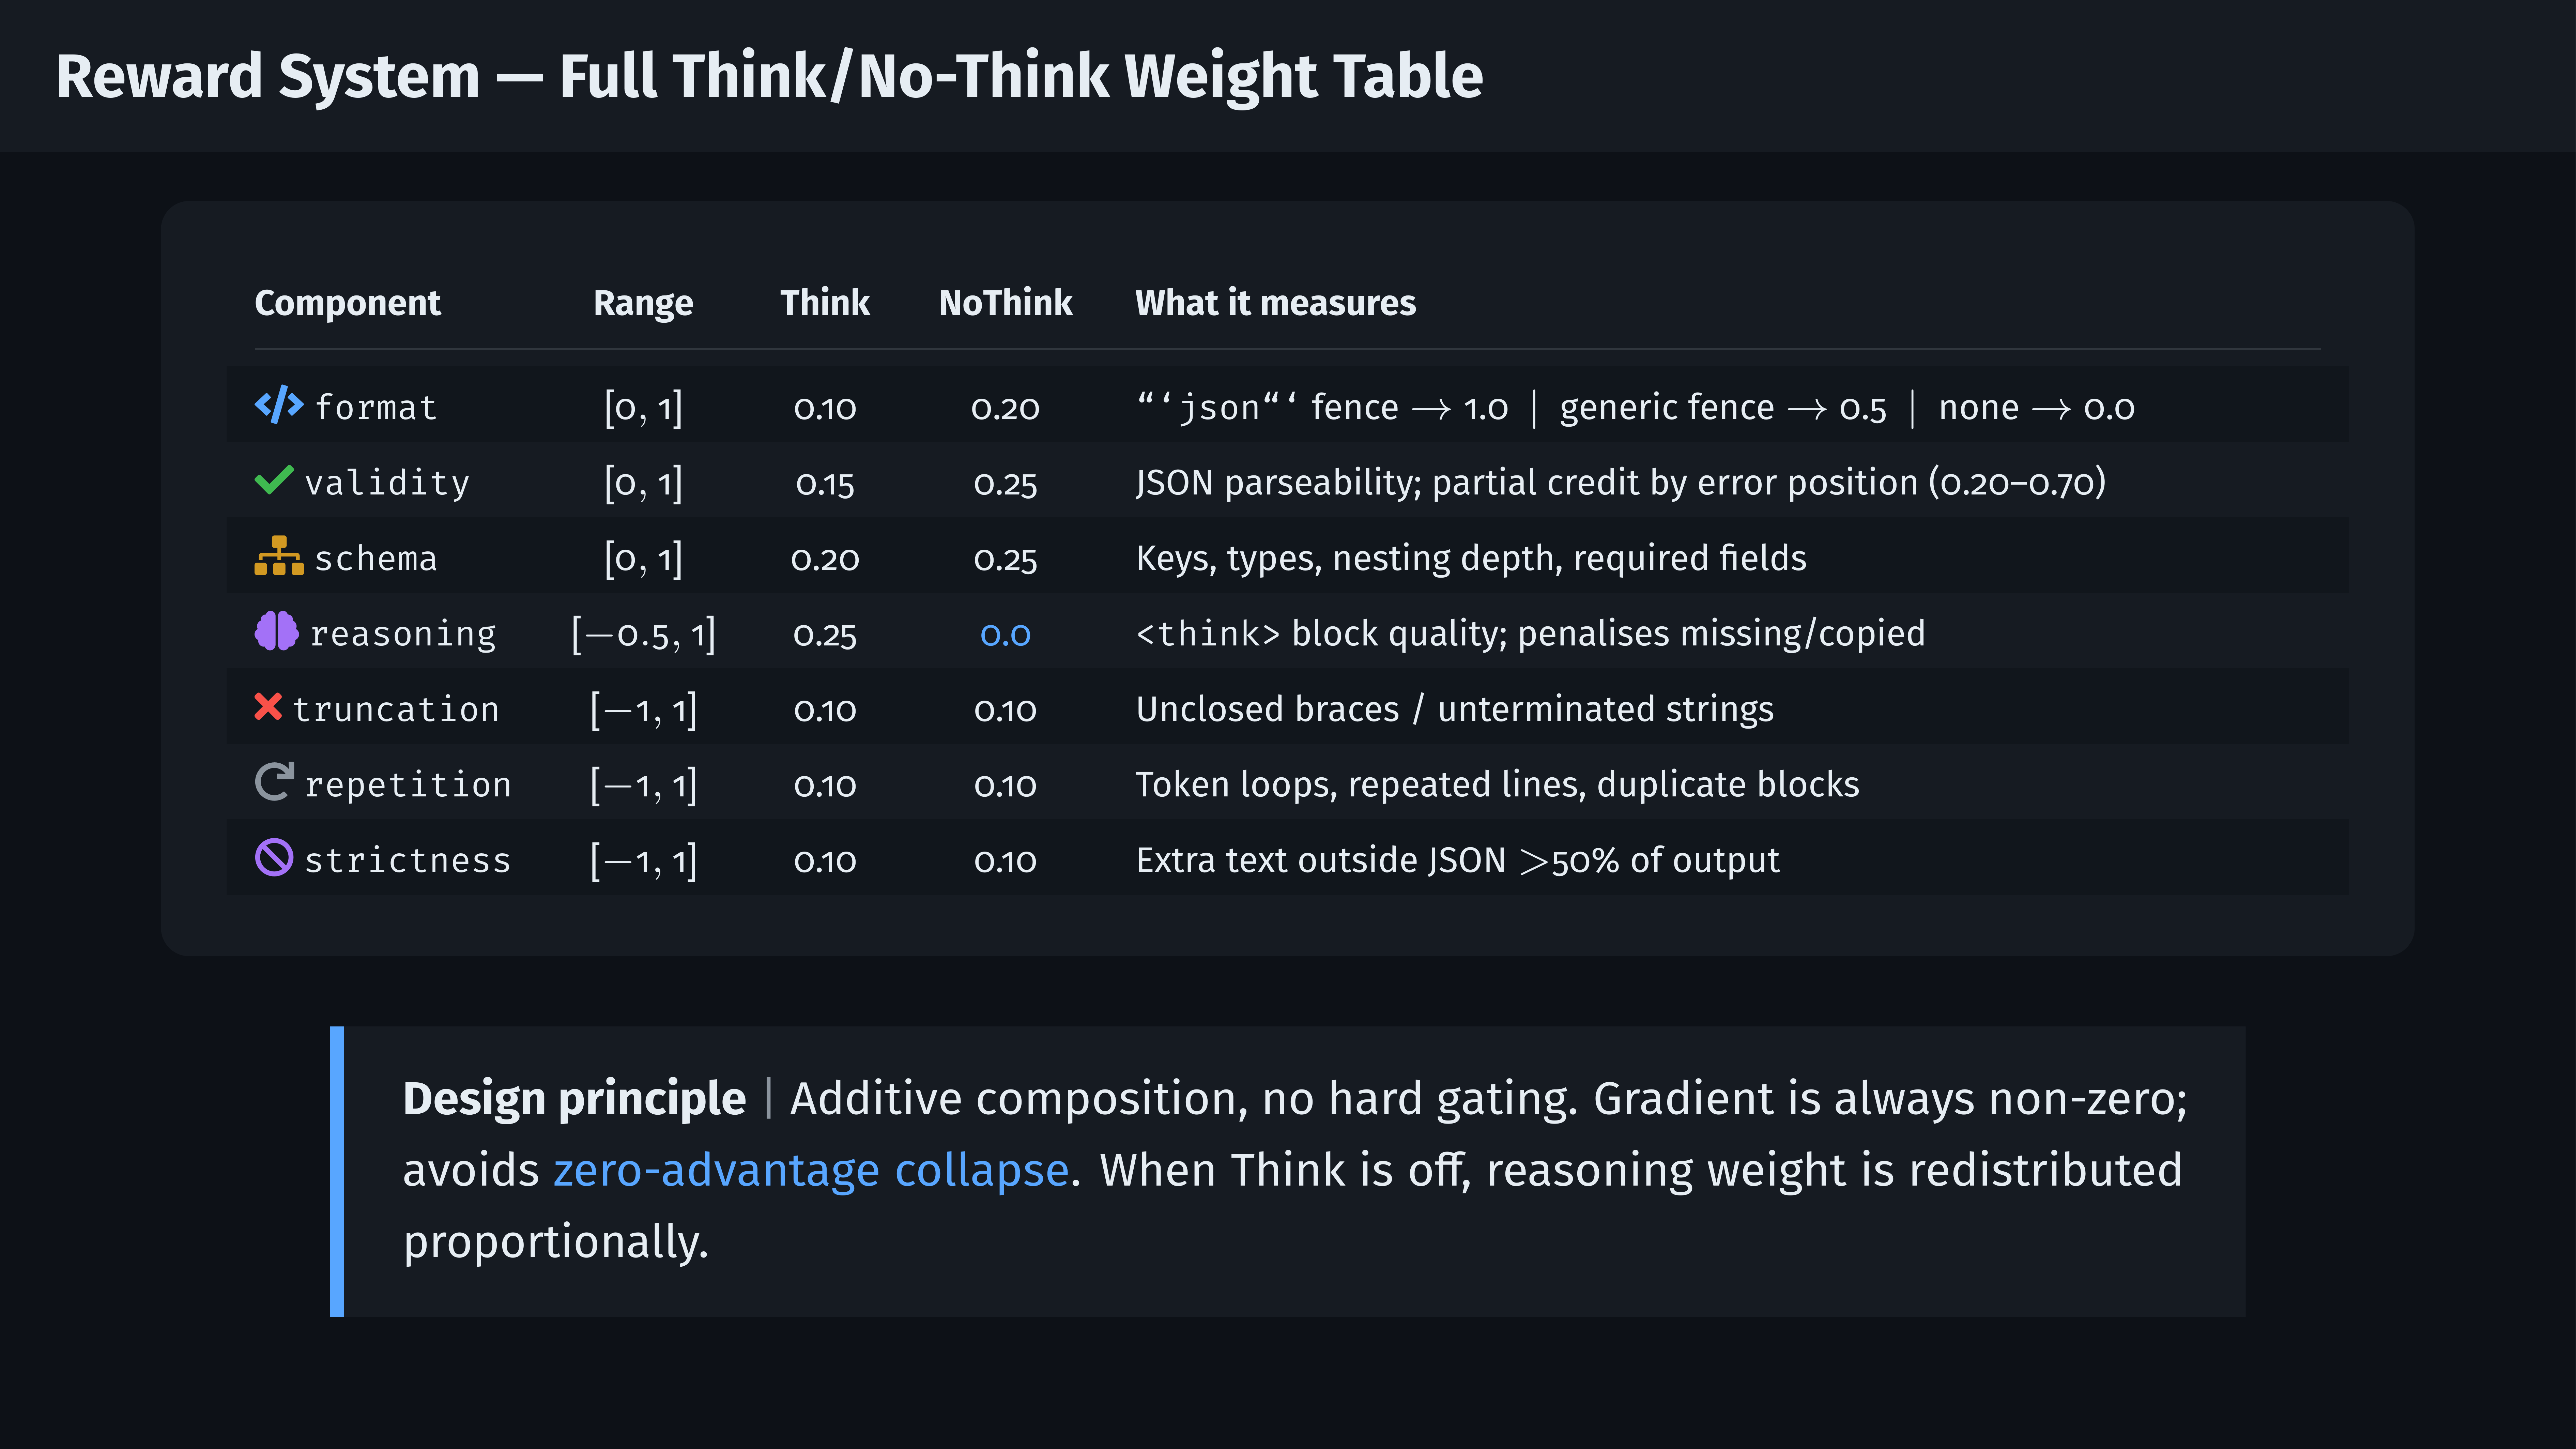 Reward System — Full Think/No-Think Weight Table
Component Range Think NoThink What it measures
format [0, 1] 0.10 0.20 “‘json“‘ fence → 1.0 | generic fence → 0.5 | none → 0.0
validity [0, 1] 0.15 0.25 JSON parseability; partial credit by error position (0.20–0.70)
schema [0, 1] 0.20 0.25 Keys, types, nesting depth, required fields
reasoning [−0.5, 1] 0.25 0.0 <think> block quality; penalises missing/copied
truncation [−1, 1] 0.10 0.10 Unclosed braces / unterminated strings
repetition [−1, 1] 0.10 0.10 Token loops, repeated lines, duplicate blocks
strictness [−1, 1] 0.10 0.10 Extra text outside JSON >50% of output
Design principle | Additive composition, no hard gating. Gradient is always non-zero;
avoids zero-advantage collapse. When Think is off, reasoning weight is redistributed
proportionally.